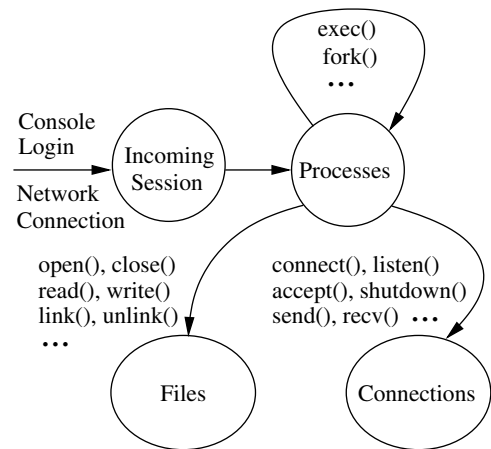 exec()
fork()
...
Console
Login
Incoming
Session
Processes
Network
Connection
open(), close()
read(), write()
link(), unlink()
...
connect(), listen()
accept(), shutdown()
send(), recv() ...
Files
Connections